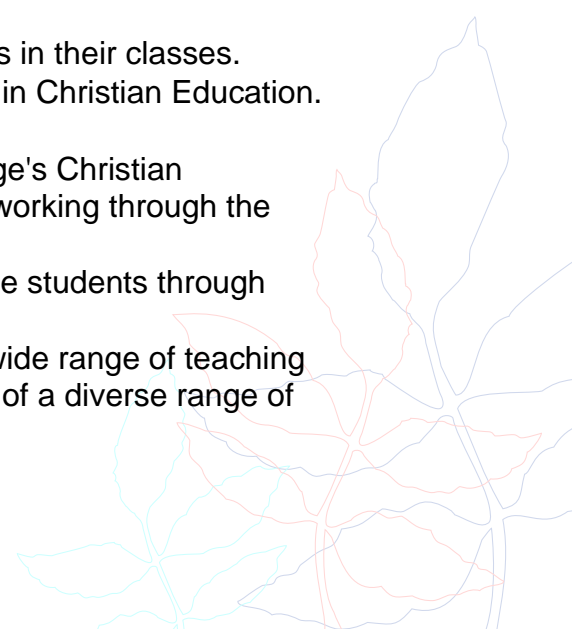 s in their classes.
in Christian Education.
ge's Christian
working through the
e students through
wide range of teaching
of a diverse range of